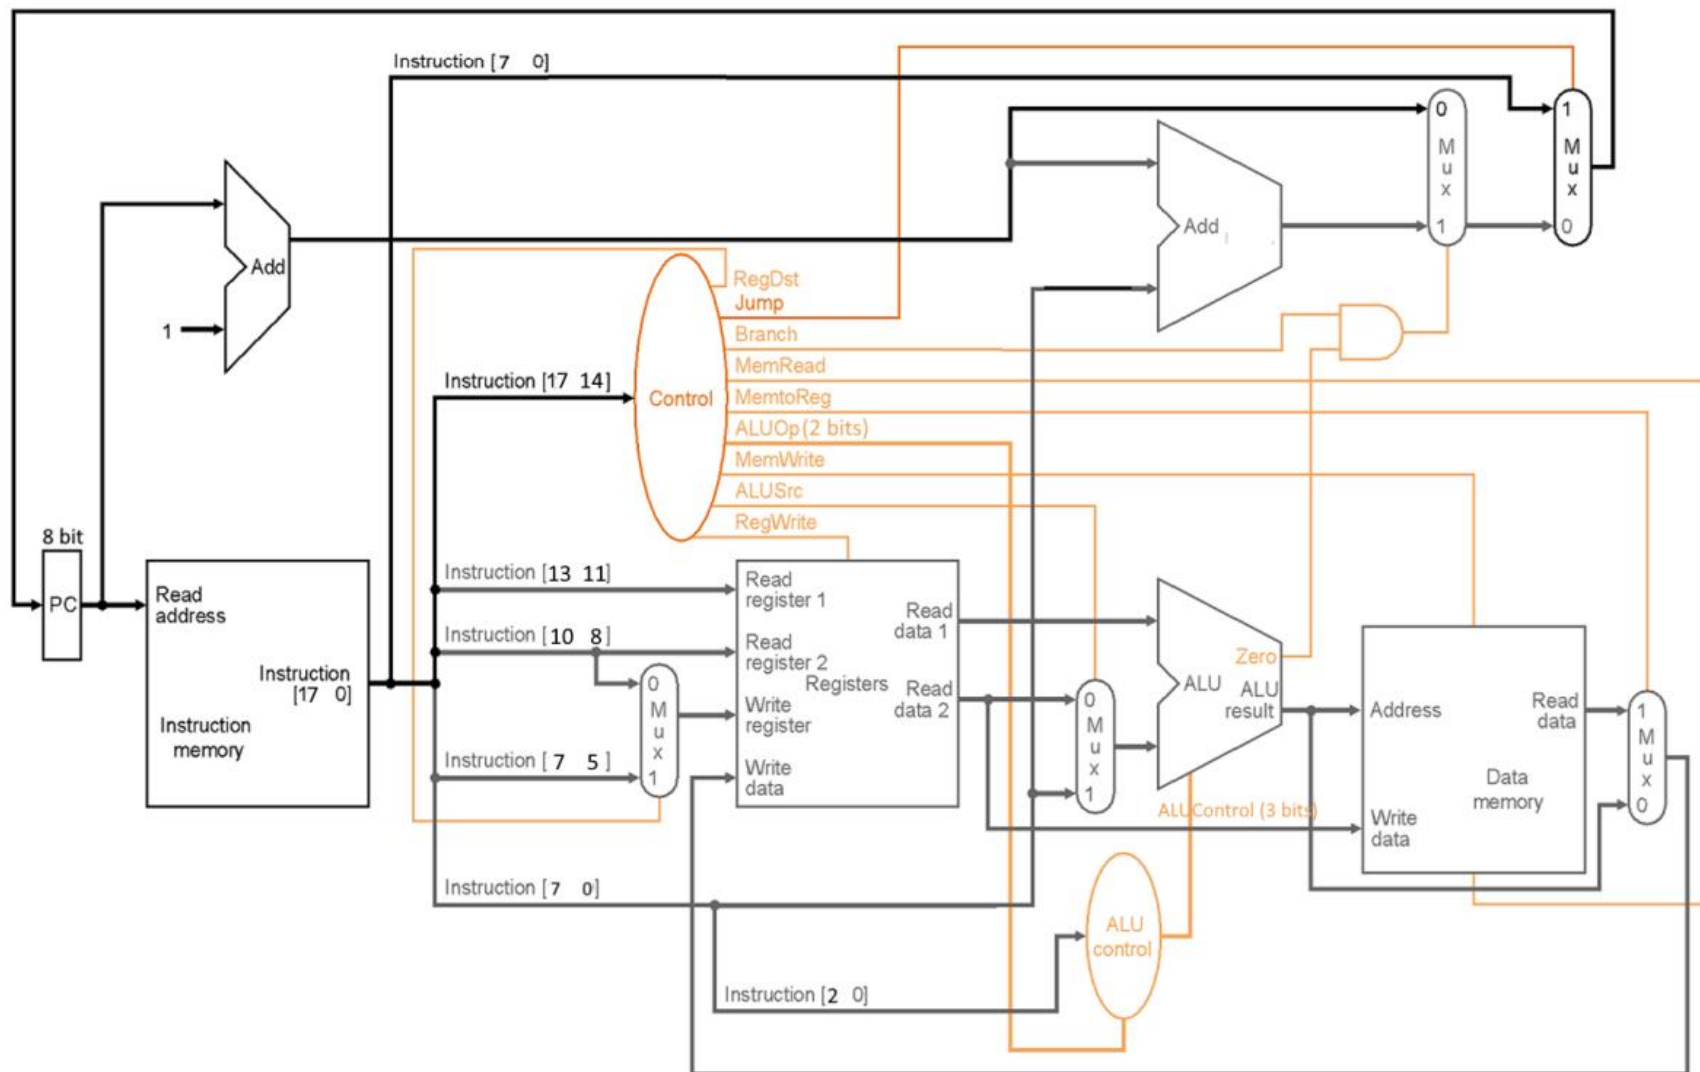 Instruction [7 0]
0
1
M
u
x
M
u
x
Add
1
0
Add
RegDst
Jump
Branch
1
MemRead
Instruction [17 14]
Control
MemtoReg
ALUOp(2 bits)
MemWrite
ALUSrc
RegWrite
8 bit
PC
Read
address
Instruction
[17 0]
Instruction
memory
Instruction [13 11]
Instruction [10 8]
Instruction [7 5]
0
M
u
x
1
Read
register 1
Read
register 2
Registers
Write
register
Write
data
Read
data 1
Read
data 2
0
M
u
x
1
Zero
ALU
ALU
result
ALUControl (3 bits)
Address
Read
data
Data
memory
Write
data
1
M
u
x
0
Instruction [7 0]
ALU
control
Instruction [2 0]